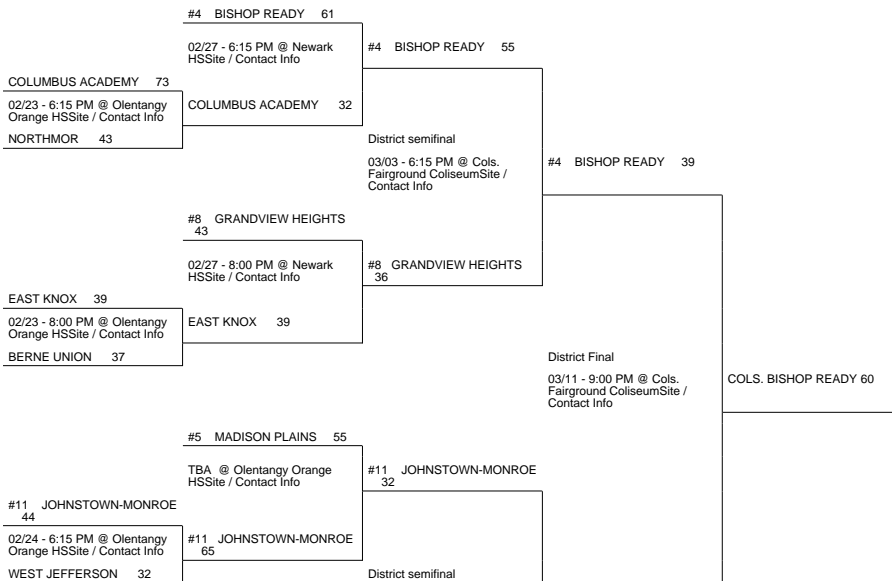 #4 BISHOP READY 61
02/27 - 6:15 PM @ Newark
HSSite / Contact Info
#4 BISHOP READY 55
COLUMBUS ACADEMY 73
02/23 - 6:15 PM @ Olentangy
Orange HSSite / Contact Info
COLUMBUS ACADEMY 32
NORTHMOR 43
District semifinal
03/03 - 6:15 PM @ Cols.
Fairground ColiseumSite /
Contact Info
#4 BISHOP READY 39
#8 GRANDVIEW HEIGHTS
43
02/27 - 8:00 PM @ Newark
HSSite / Contact Info
#8 GRANDVIEW HEIGHTS
36
EAST KNOX 39
02/23 - 8:00 PM @ Olentangy
Orange HSSite / Contact Info
EAST KNOX 39
BERNE UNION 37
District Final
03/11 - 9:00 PM @ Cols.
Fairground ColiseumSite /
Contact Info
COLS. BISHOP READY 60
#5 MADISON PLAINS 55
TBA @ Olentangy Orange
HSSite / Contact Info
#11 JOHNSTOWN-MONROE
32
#11 JOHNSTOWN-MONROE
44
02/24 - 6:15 PM @ Olentangy
Orange HSSite / Contact Info
#11 JOHNSTOWN-MONROE
65
WEST JEFFERSON 32
District semifinal